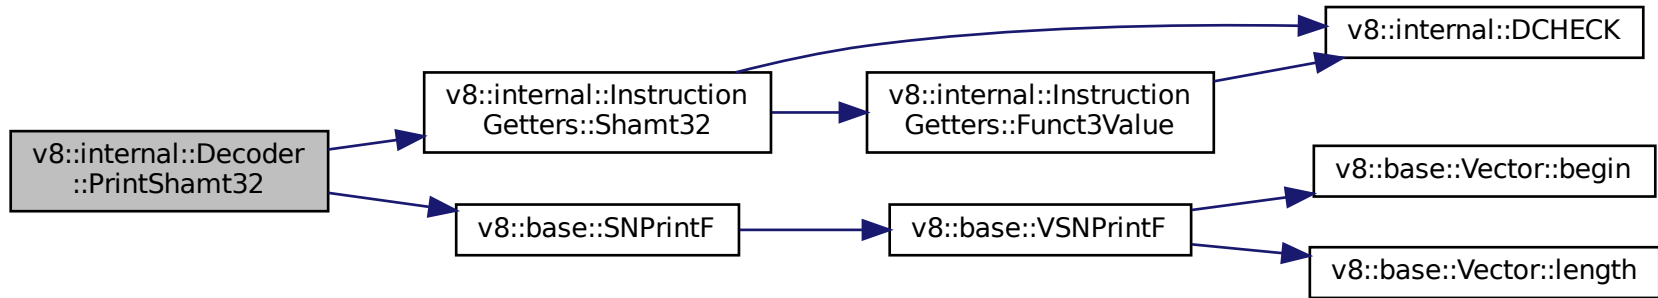 v8::internal::Decoder
::PrintShamt32
v8::internal::Instruction
Getters::Shamt32
v8::internal::DCHECK
v8::internal::Instruction
Getters::Funct3Value
v8::base::SNPrintF
v8::base::VSNPrintF
v8::base::Vector::begin
v8::base::Vector::length